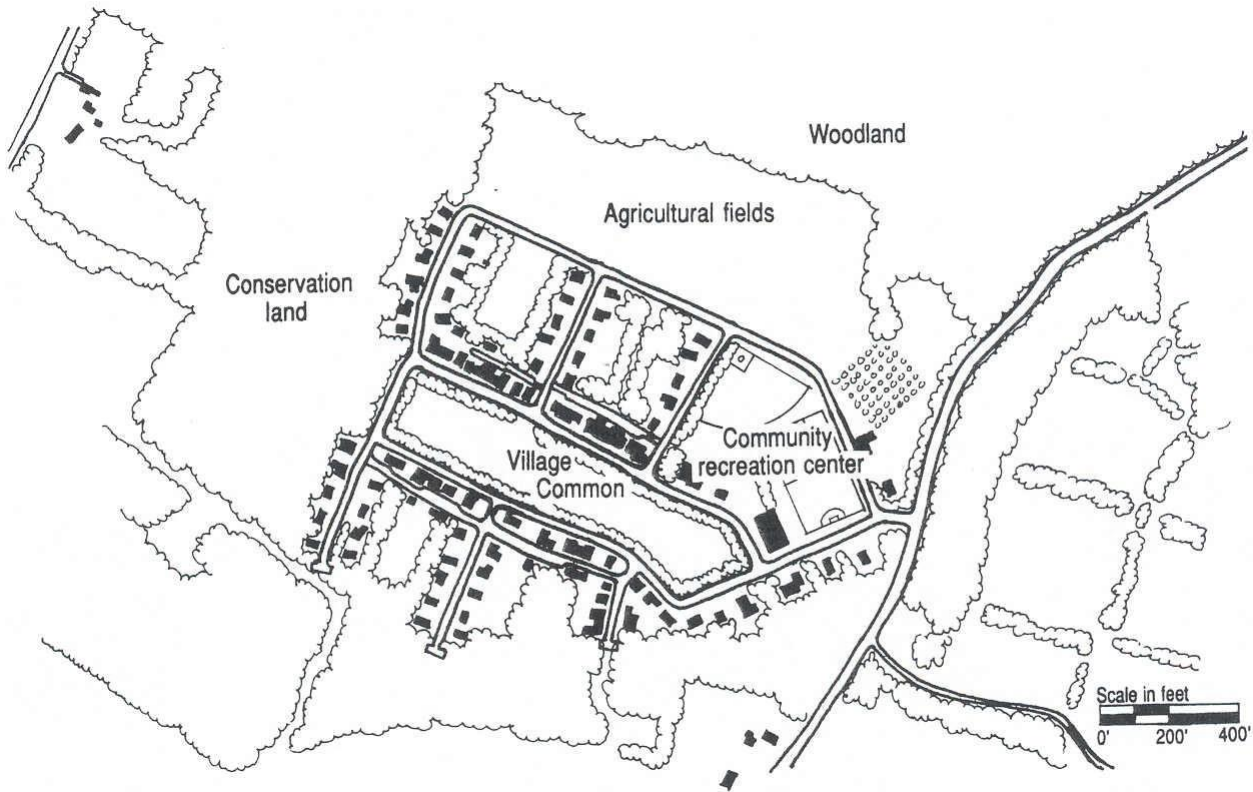 Woodland
Agricultural fields
Conservation
land
Community
recreation center
Village
Common
Scale in feet
0' 200' 400'